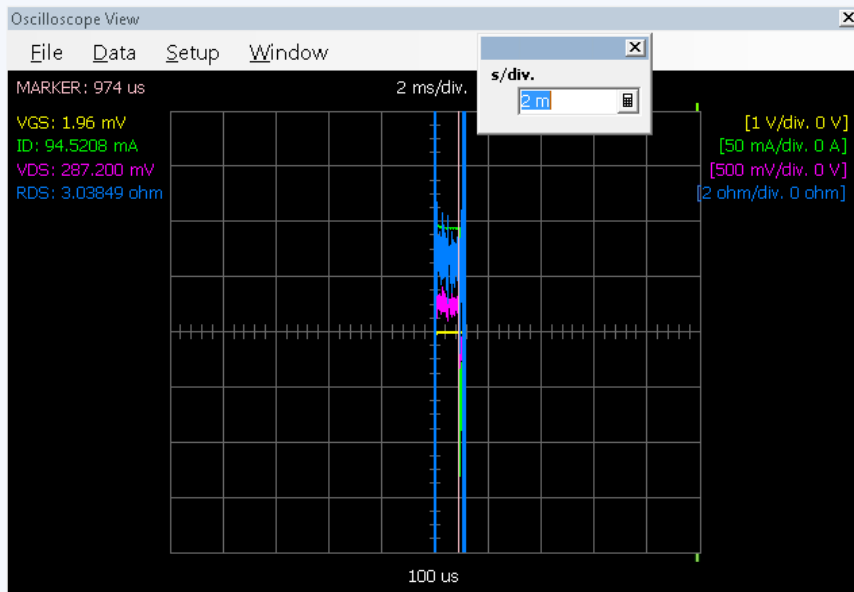 Oscilloscope View
File Data Setup Window
s/div.
2 m
MARKER: 974 us
2 ms/div.
VGS: 1.96 mV
ID: 94.5208 mA
VDS: 287.200 mV
RDS: 3.03849 ohm
[1 V/div. 0 V]
[50 mA/div. 0 A]
[500 mV/div. 0 V]
[2 ohm/div. 0 ohm]
100 us